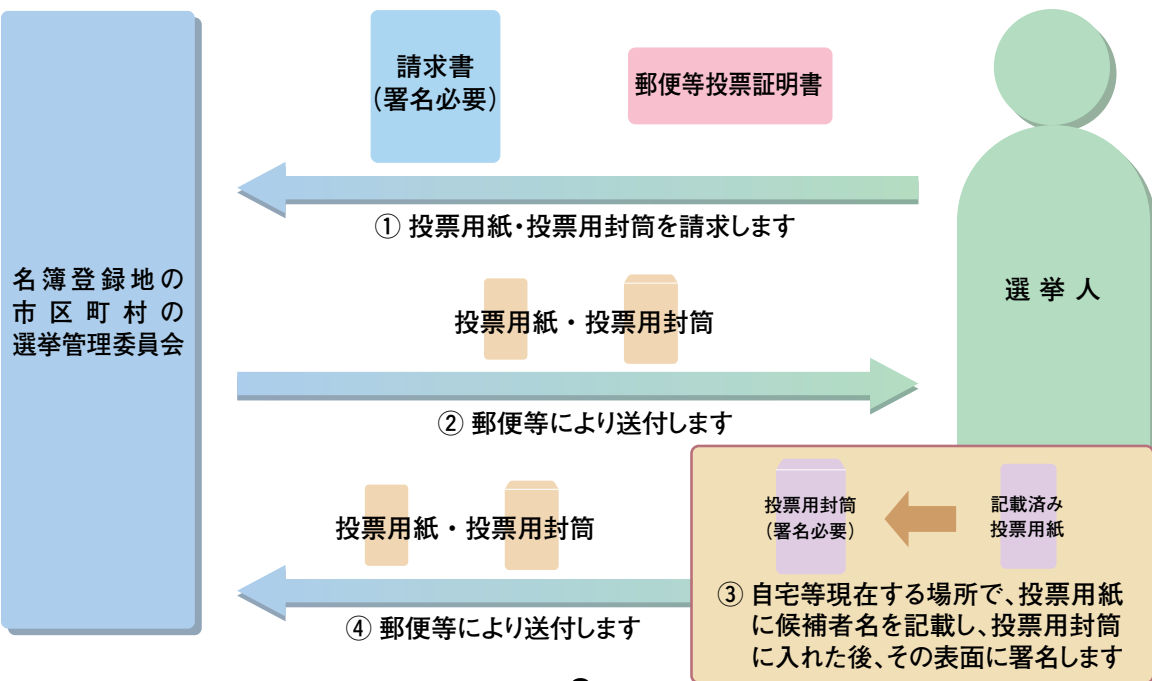 請求書
(署名必要)
郵便等投票証明書
① 投票用紙・投票用封筒を請求します
名簿登録地の
市区町村の
選挙管理委員会
選挙人
投票用紙・投票用封筒
② 郵便等により送付します
投票用紙・投票用封筒
④ 郵便等により送付します
投票用封筒
(署名必要)
記載済み
投票用紙
③ 自宅等現在する場所で、投票用紙
に候補者名を記載し、投票用封筒
に入れた後、その表面に署名します